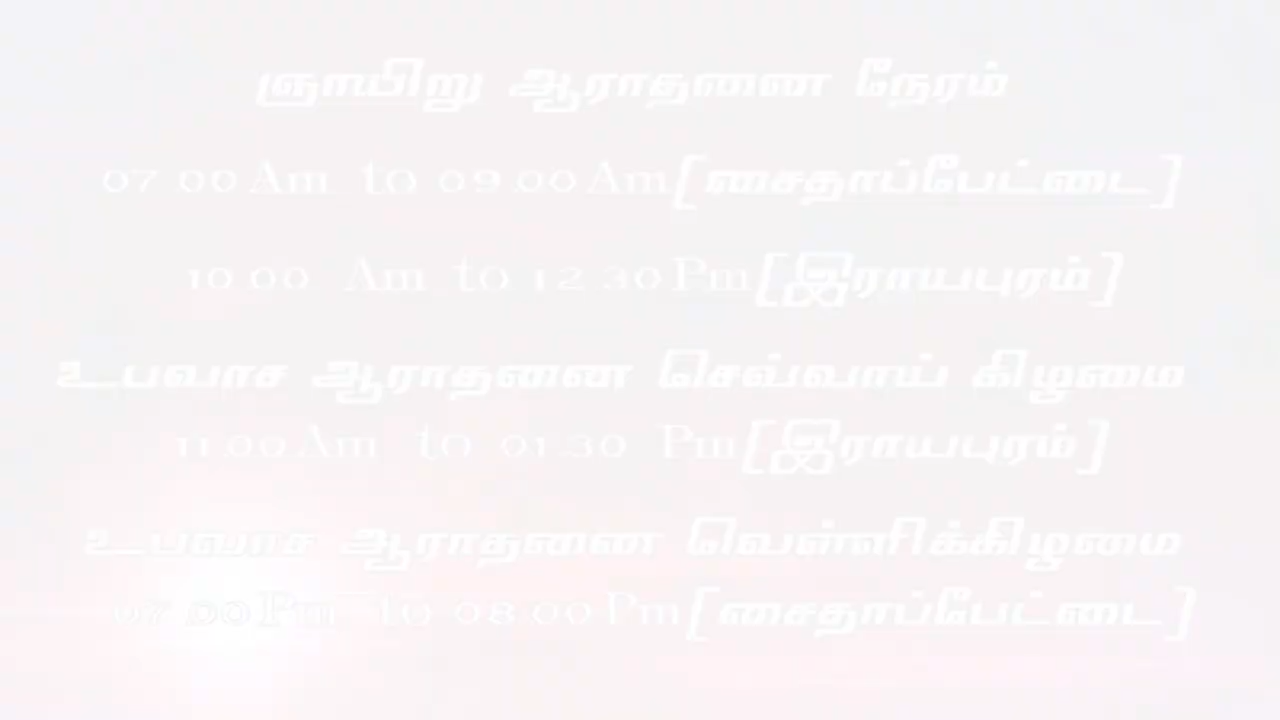 ஞாயிறு ஆராதனை நேரம்
07 00 Am to 09 00 Am [சைதாப்பேட்டை]
10 00 Am to 12 30 Pm [இராயபுரம்]
உபவாச ஆராதனை செவ்வாய் கிழமை
11 00 Am to 01 30 Pm [இராயபுரம்]
உபவாச ஆராதனை வெள்ளிக்கிழமை
07 00 Pm to 08 00 Pm [சைதாப்பேட்டை]